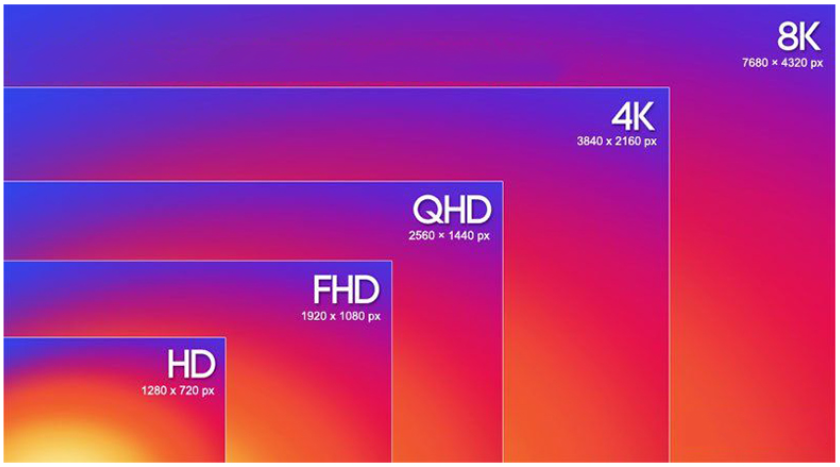 8K
7680 × 4320 px
4K
3840 x 2160 px
QHD
2560 × 1440 px
FHD
1920 x 1080 px
HD
1280 x 720 px